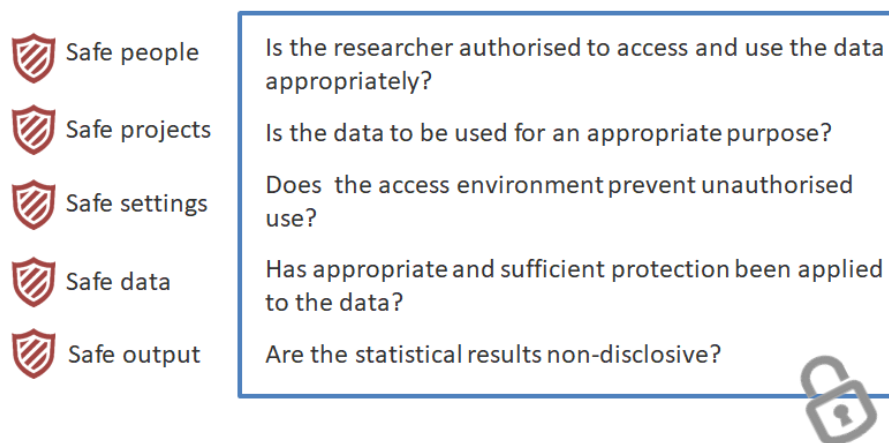 Safe people
Is the researcher authorised to access and use the data
appropriately?
Safe projects
Is the data to be used for an appropriate purpose?
Safe settings
Does the access environment prevent unauthorised
use?
Safe data
Has appropriate and sufficient protection been applied
to the data?
Safe output
Are the statistical results non-disclosive?